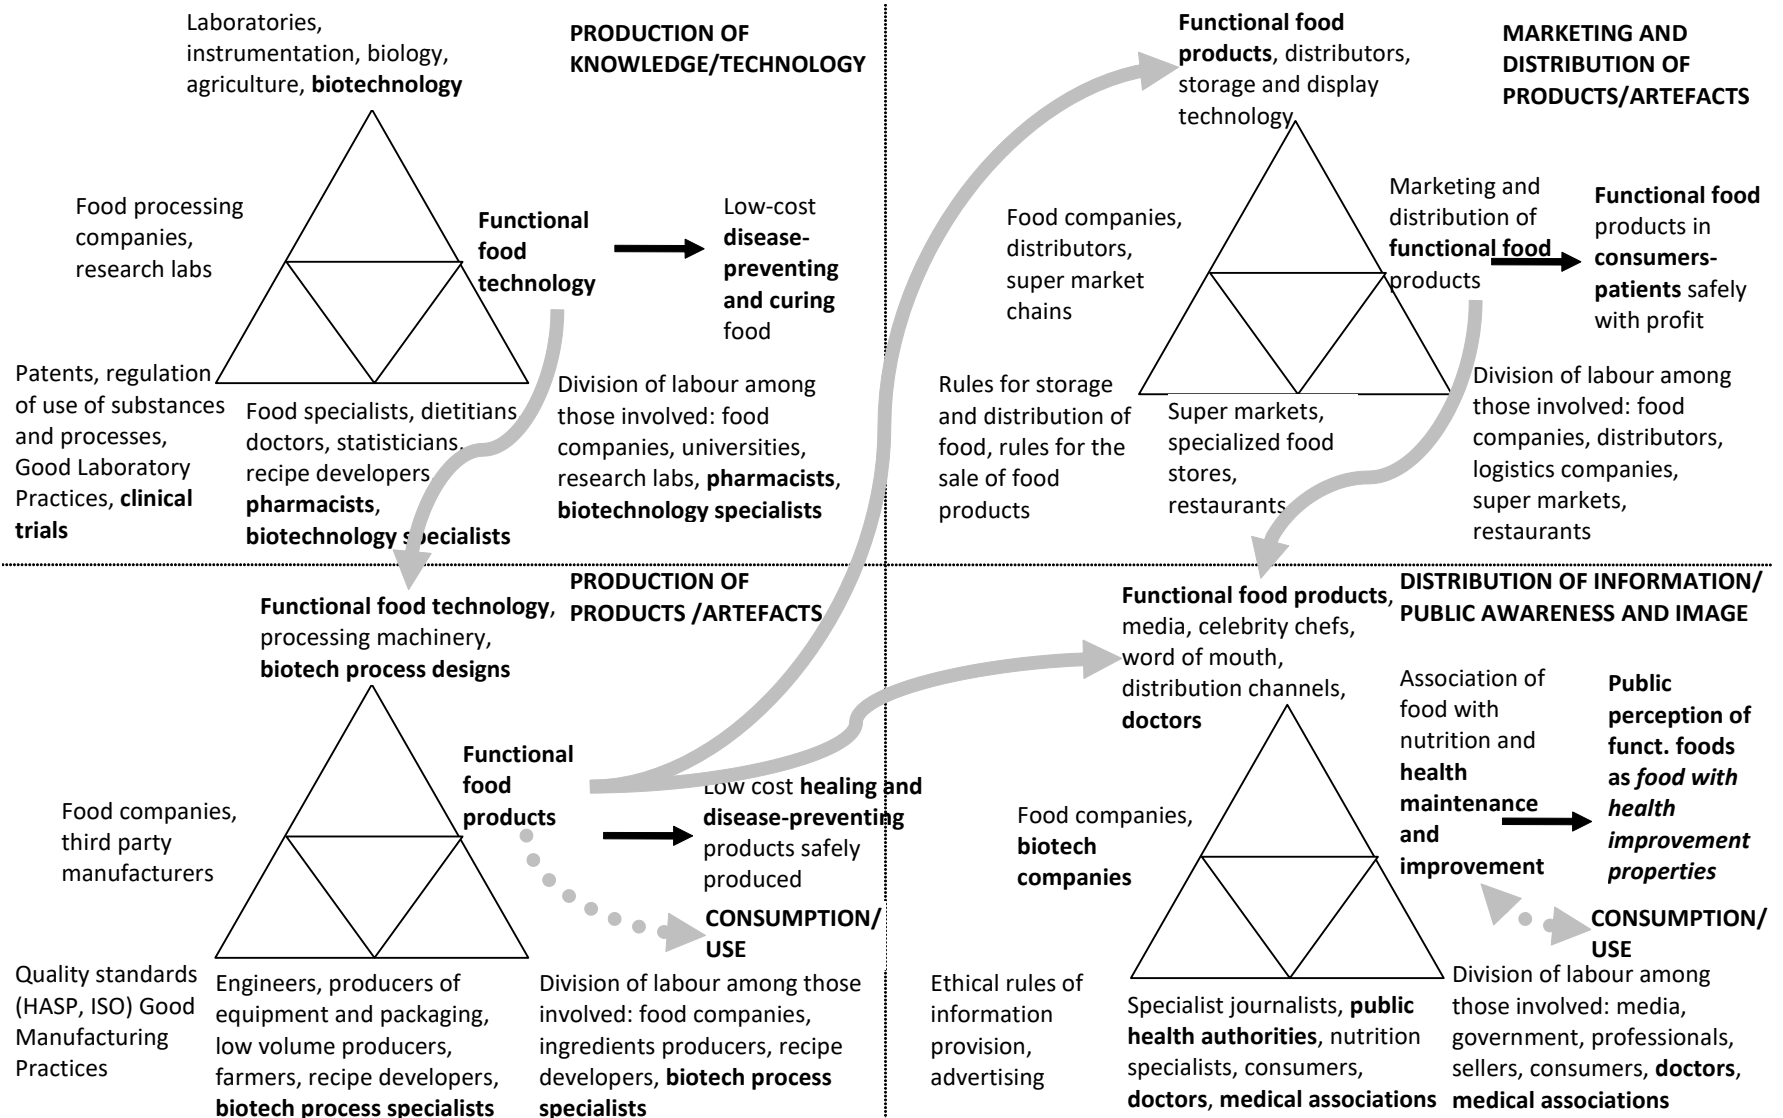 Laboratories,
instrumentation, biology,
agriculture, biotechnology
PRODUCTION OF
KNOWLEDGE/TECHNOLOGY
Food processing
companies,
research labs
Functional
food
technology
Low-cost
disease-
preventing
and curing
food
Patents, regulation
of use of substances
and processes,
Good Laboratory
Practices, clinical
trials
Food specialists, dietitians,
doctors, statisticians,
recipe developers
pharmacists,
biotechnology specialists
Division of labour among
those involved: food
companies, universities,
research labs, pharmacists,
biotechnology specialists
Functional food
products, distributors,
storage and display
technology
MARKETING AND
DISTRIBUTION OF
PRODUCTS/ARTEFACTS
Food companies,
distributors,
super market
chains
Marketing and
distribution of
functional food
products
Functional food
products in
consumers-
patients safely
with profit
Rules for storage
and distribution of
food, rules for the
sale of food
products
Super markets,
specialized food
stores,
restaurants
Division of labour among
those involved: food
companies, distributors,
logistics companies,
super markets,
restaurants
PRODUCTION OF
PRODUCTS /ARTEFACTS
Functional food technology,
processing machinery,
biotech process designs
Food companies,
third party
manufacturers
Functional
food
products
Low cost healing and
disease-preventing
products safely
produced
CONSUMPTION/
USE
Quality standards
(HASP, ISO) Good
Manufacturing
Practices
Engineers, producers of
equipment and packaging,
low volume producers,
farmers, recipe developers,
biotech process specialists
Division of labour among those
involved: food companies,
ingredients producers, recipe
developers, biotech process
specialists
Functional food products,
media, celebrity chefs,
word of mouth,
distribution channels,
doctors
DISTRIBUTION OF INFORMATION/
PUBLIC AWARENESS AND IMAGE
Food companies,
biotech
companies
Association of
food with
nutrition and
health
maintenance
and
improvement
Public
perception of
funct. foods
as food with
health
improvement
properties
CONSUMPTION/
USE
Ethical rules of
information
provision,
advertising
Specialist journalists, public
health authorities, nutrition
specialists, consumers,
doctors, medical associations
Division of labour among
those involved: media,
government, professionals,
sellers, consumers, doctors,
medical associations